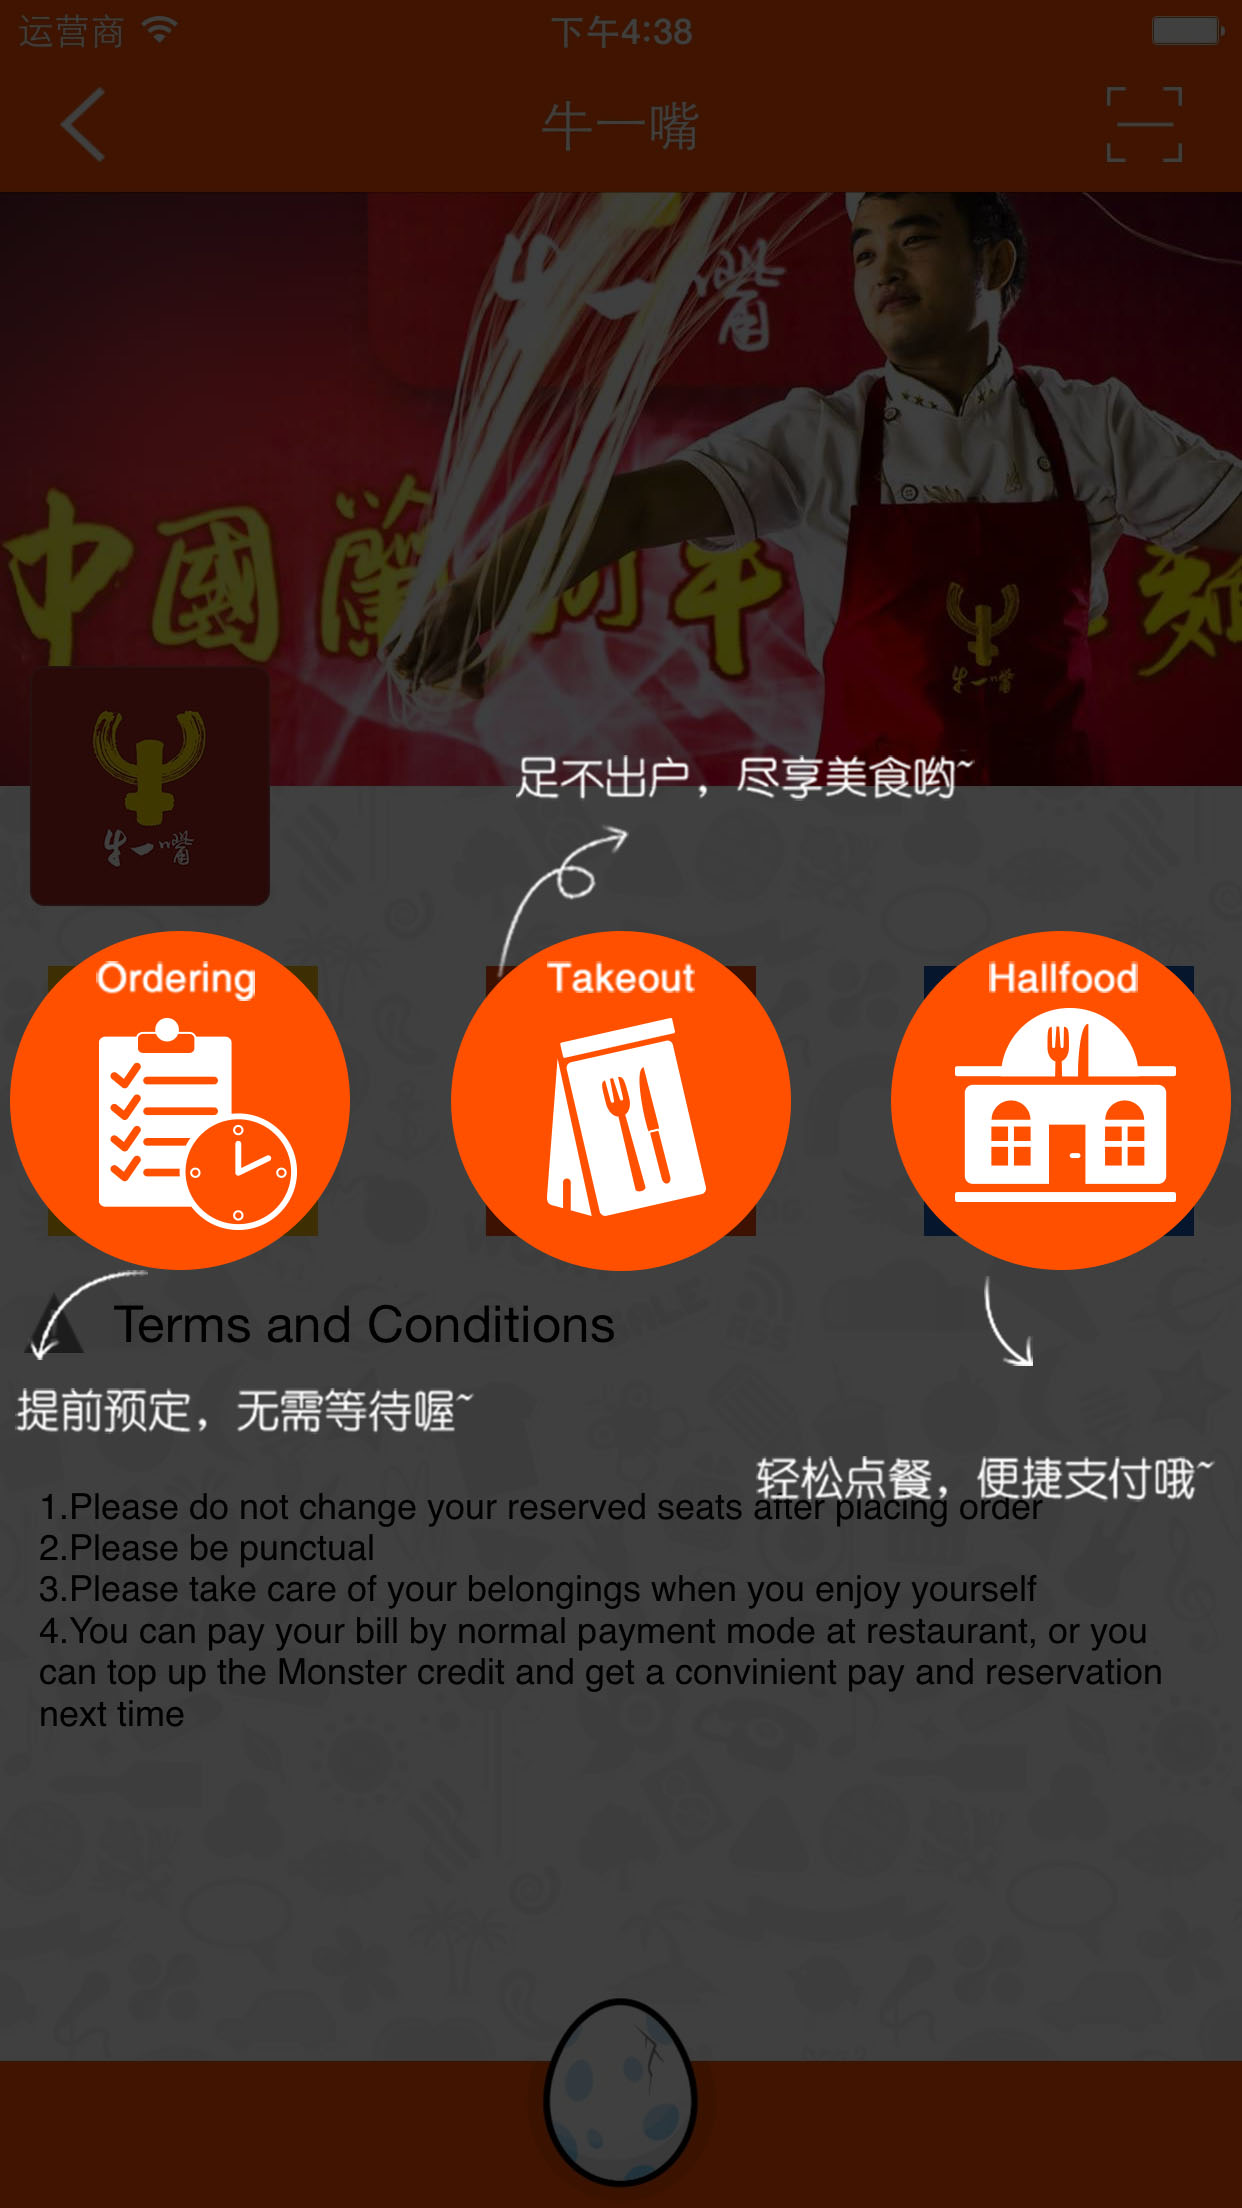 运营商
下午4:38
牛一嘴
牛一嘴
中國蘭州牛 麵
牛一嘴
牛一嘴
足不出户，尽享美食哟~
Ordering
Takeout
Hallfood
Terms and Conditions
提前预定，无需等待喔~
轻松点餐，便捷支付哦~
1.Please do not change your reserved seats after placing order
2.Please be punctual
3.Please take care of your belongings when you enjoy yourself
4.You can pay your bill by normal payment mode at restaurant, or you
can top up the Monster credit and get a convinient pay and reservation
next time